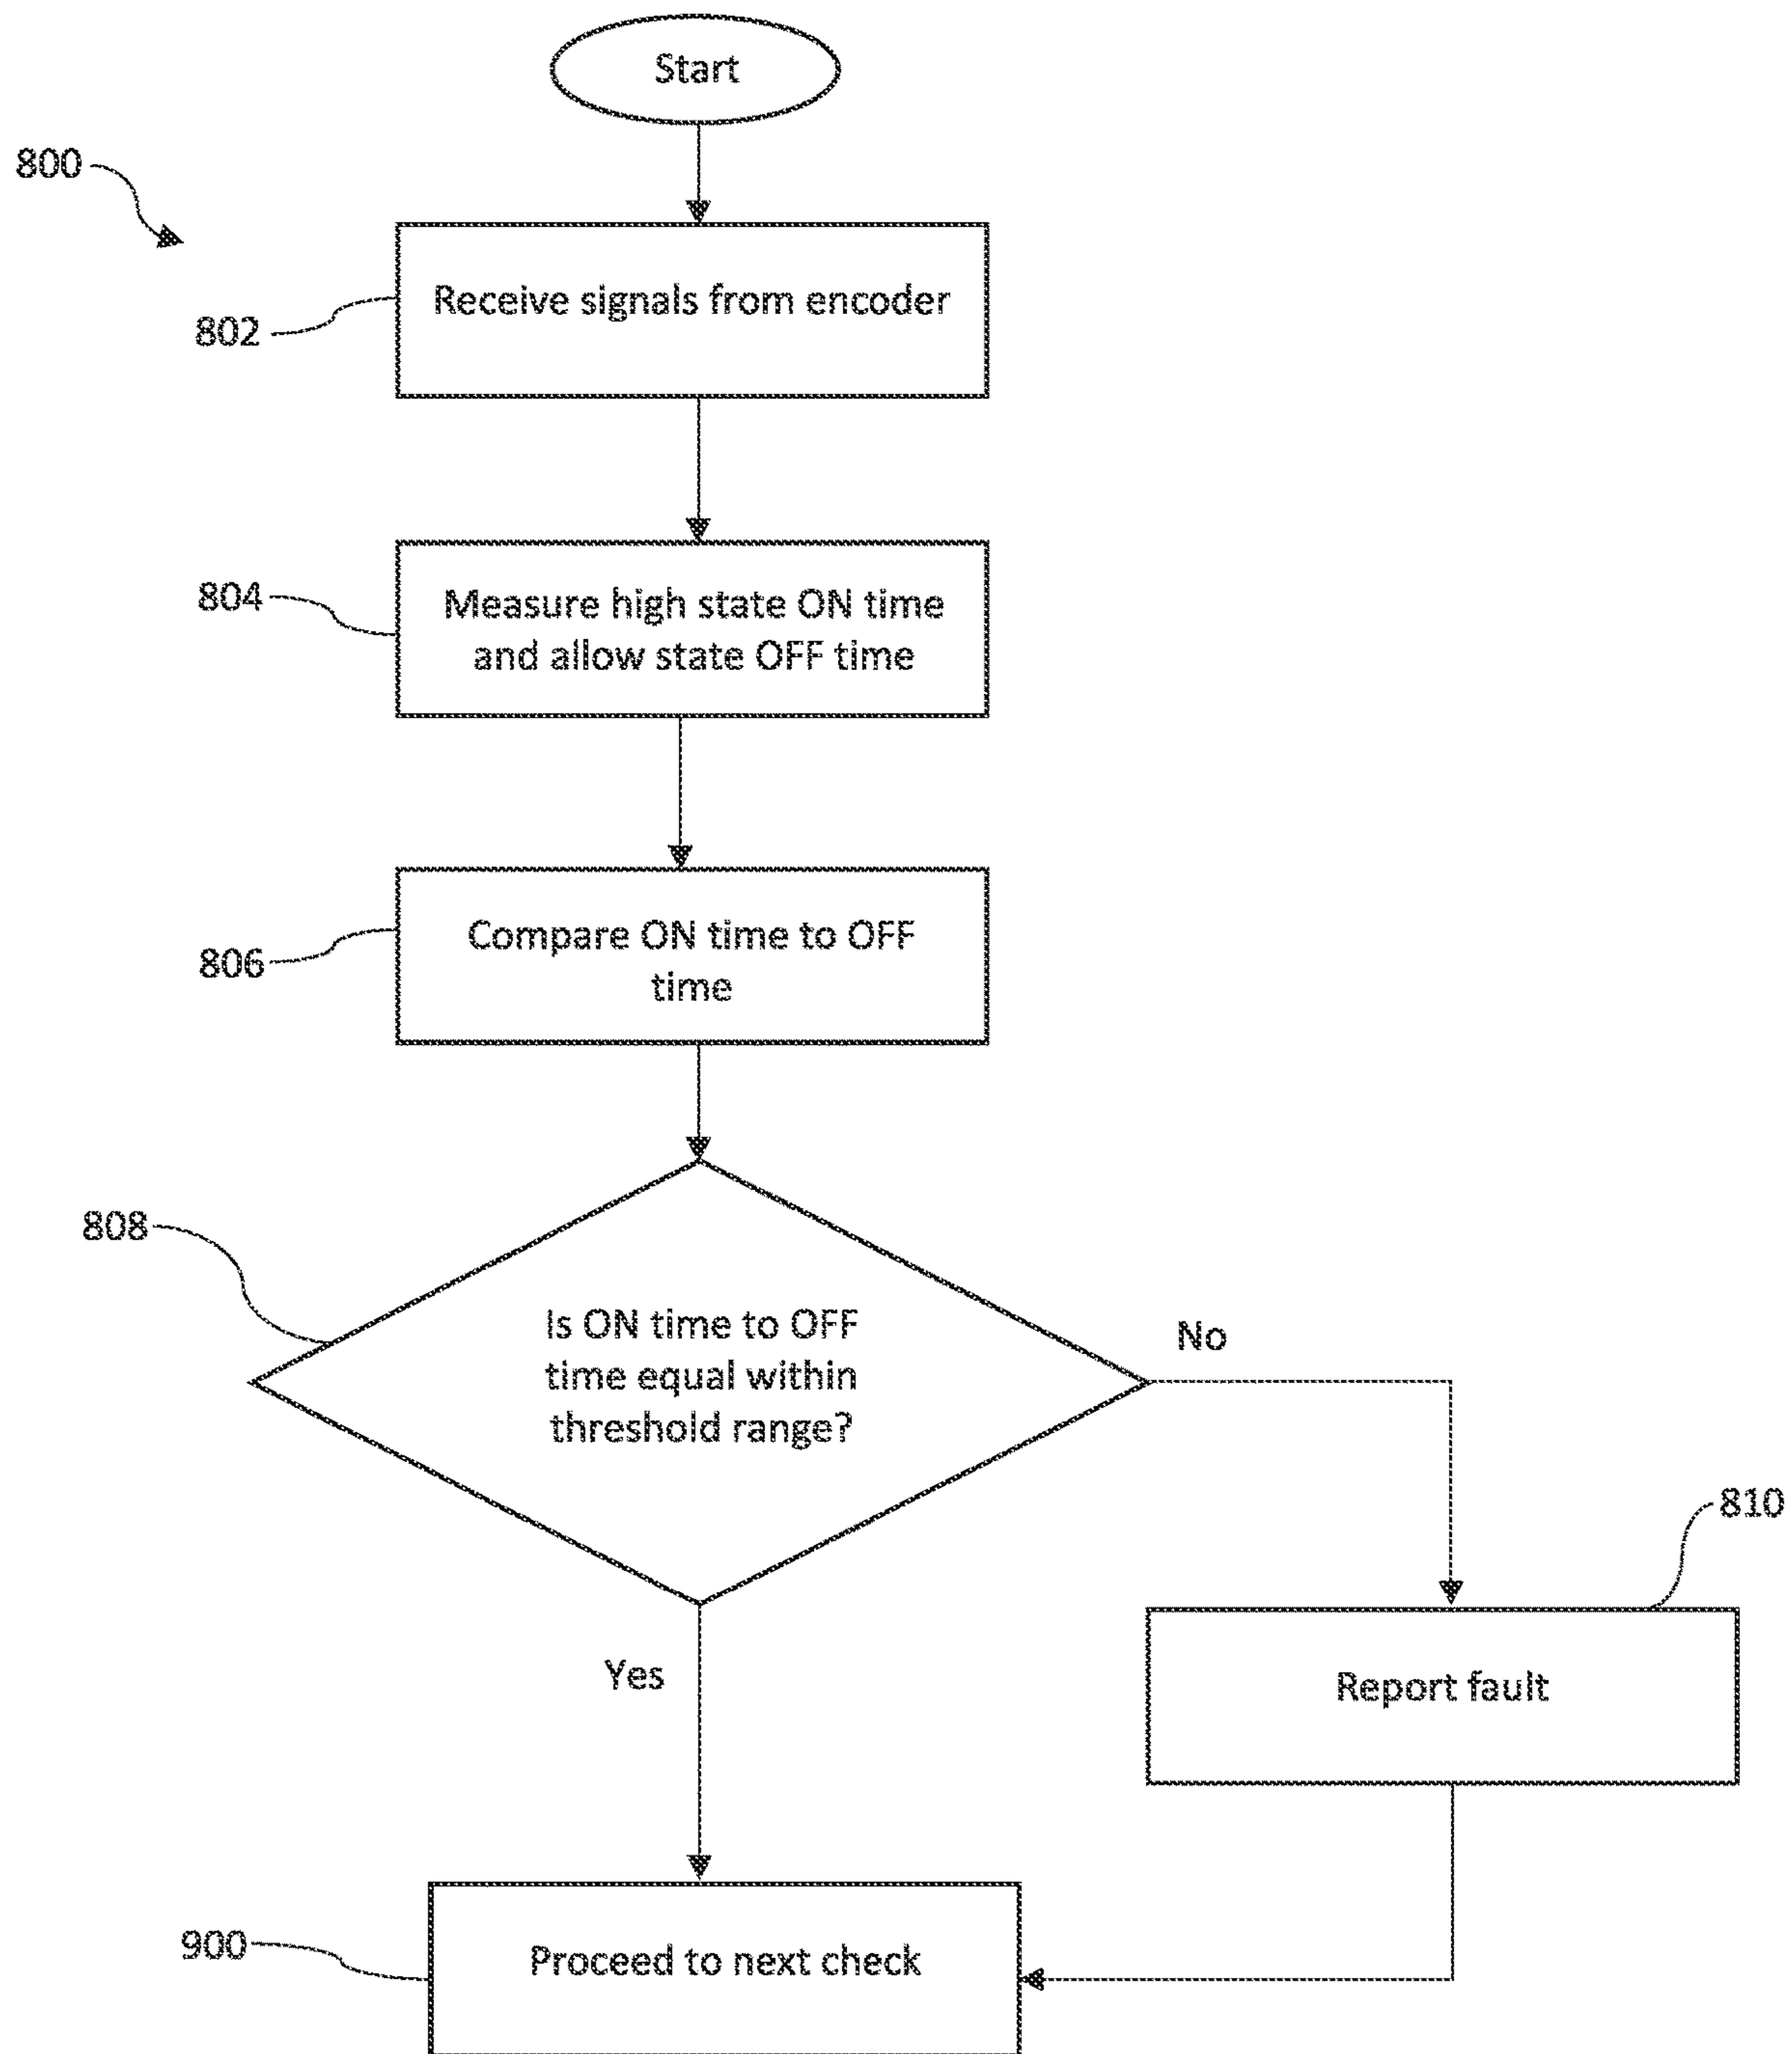 Start
800
Receive signals from encoder
802
804
Measure high state ON time
and allow state OFF time
Compare ON time to OFF
time
806
808
Is ON time to OFF
time equal within
threshold range?
No
810
Yes
Report fault
900
Proceed to next check